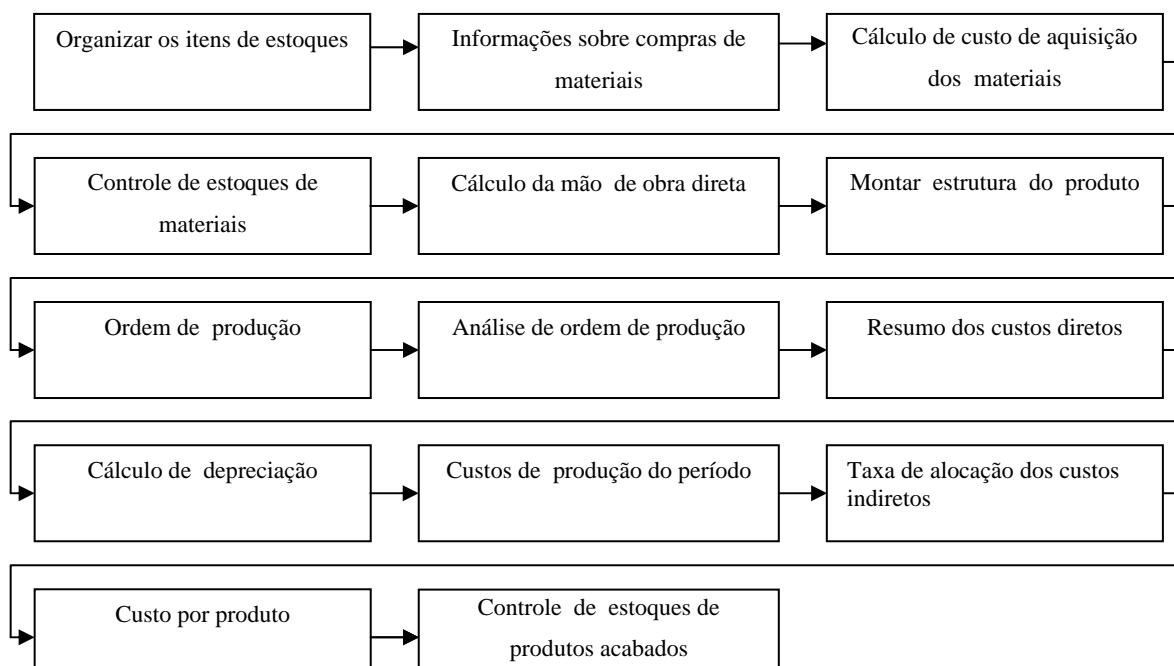 Organizar os itens de estoques
Informações sobre compras de
materiais
Cálculo de custo de aquisição
dos materiais
Controle de estoques de
materiais
Cálculo da mão de obra direta
Montar estrutura do produto
Ordem de produção
Análise de ordem de produção
Resumo dos custos diretos
Cálculo de depreciação
Custos de produção do período
Taxa de alocação dos custos
indiretos
Custo por produto
Controle de estoques de
produtos acabados